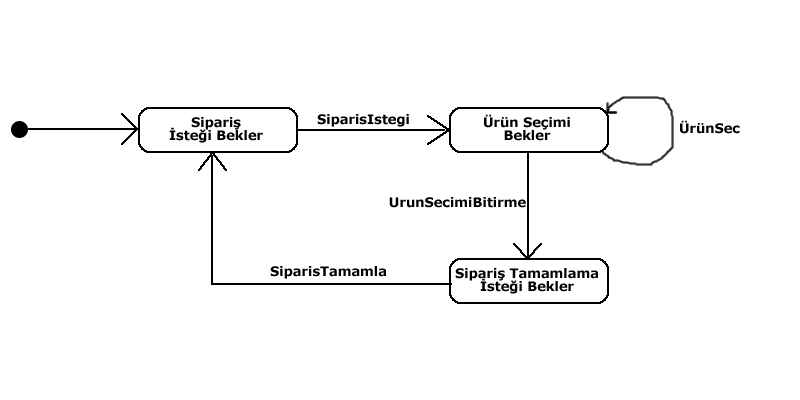 Sipariş
İsteği Bekler
SiparisIstegi
Ürün Seçimi
Bekler
ÜrünSec
UrunSecimiBitirme
SiparisTamamla
Sipariş Tamamlama
İsteği Bekler